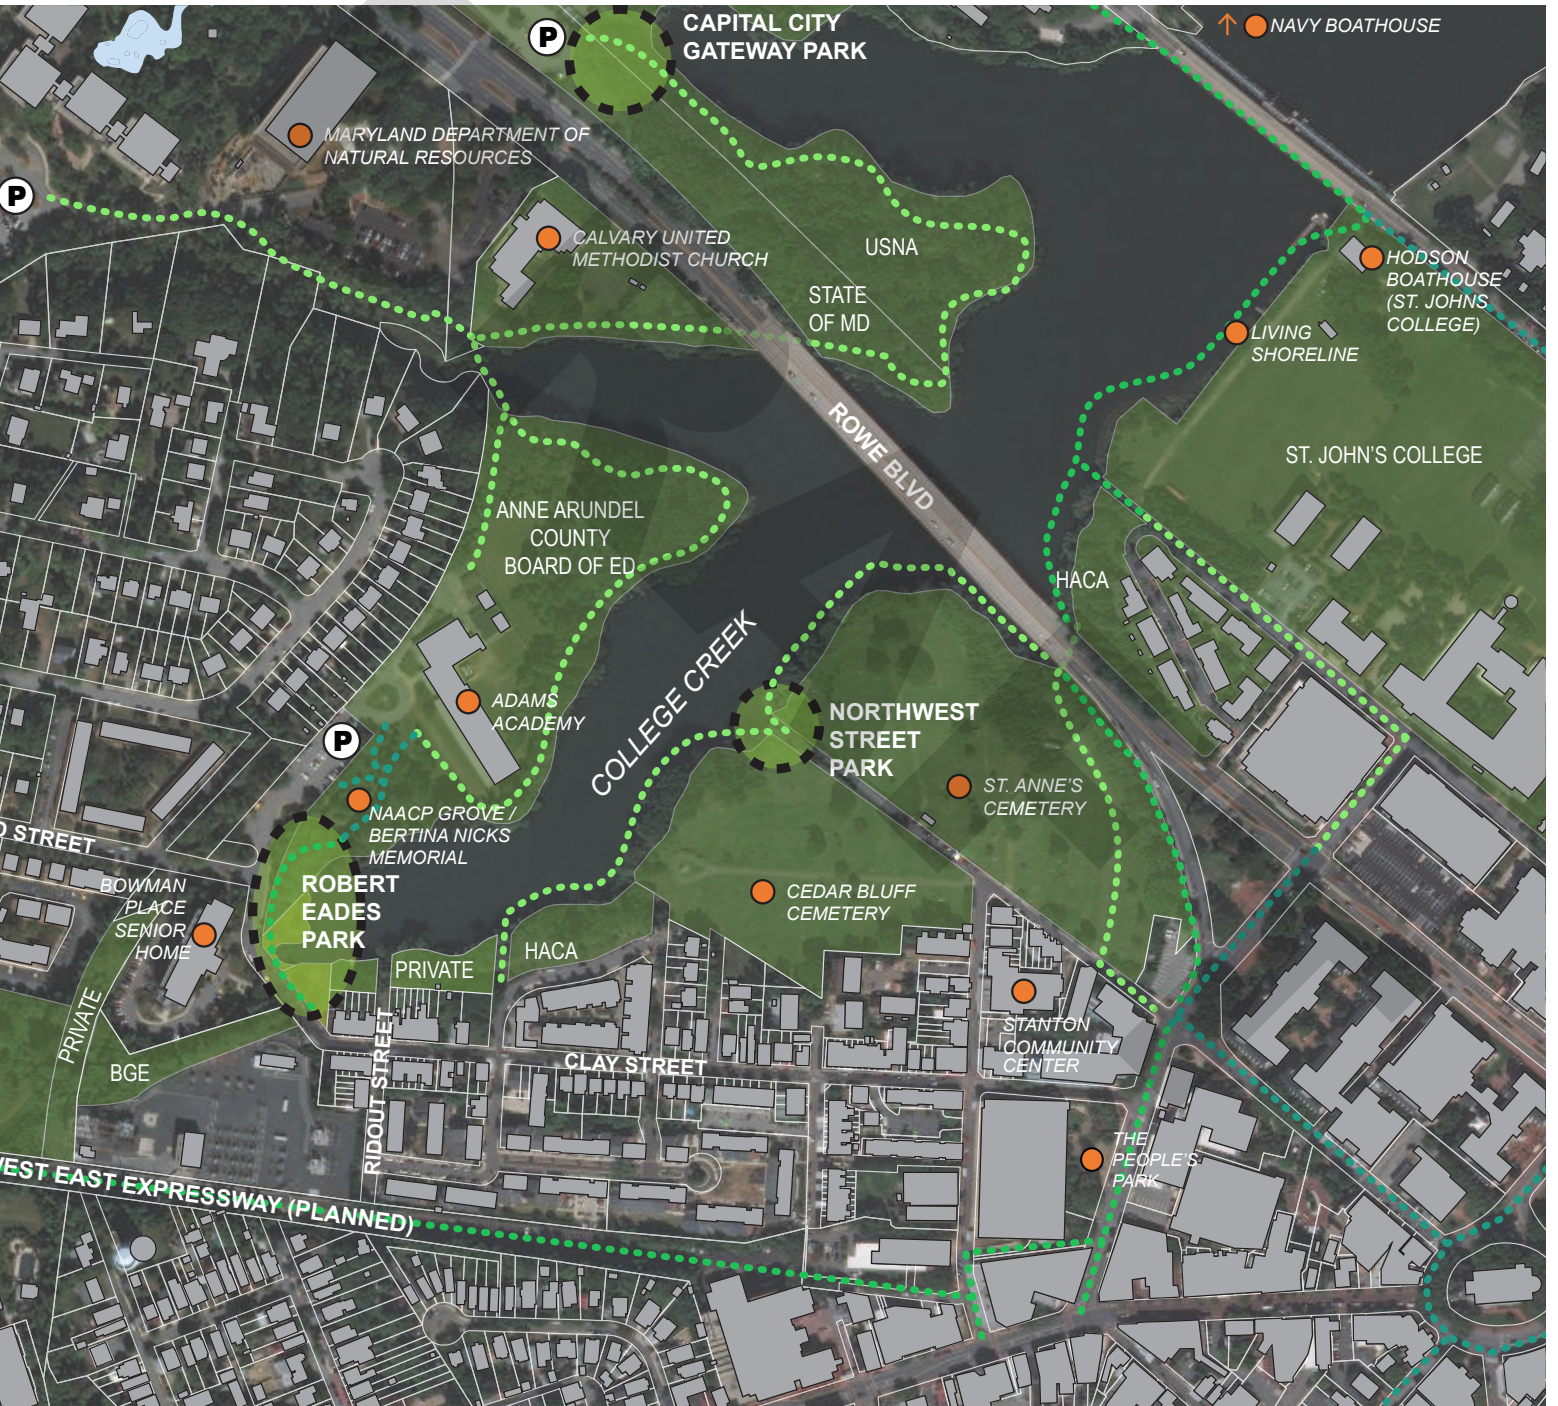 P
CAPITAL CITY
GATEWAY PARK
NAVY BOATHOUSE
MARYLAND DEPARTMENT OF
NATURAL RESOURCES
P
CALVARY UNITED
METHODIST CHURCH
USNA
STATE
OF MD
HODSON
BOATHOUSE
(ST. JOHNS
COLLEGE)
LIVING
SHORELINE
ROWE BLVD
ST. JOHN'S COLLEGE
ANNE ARUNDEL
COUNTY
BOARD OF ED
HACA
COLLEGE CREEK
ADAMS
ACADEMY
NORTHWEST
STREET
PARK
P
ST. ANNE'S
CEMETERY
NAACP GROVE /
BERTINA NICKS
MEMORIAL
STREET
BOWMAN
PLACE
SENIOR
HOME
ROBERT
EADES
PARK
CEDAR BLUFF
CEMETERY
HACA
PRIVATE
PRIVATE
BGE
RIDOUT STREET
CLAY STREET
STANTON
COMMUNITY
CENTER
THE
PEOPLE'S
PARK
WEST EAST EXPRESSWAY (PLANNED)